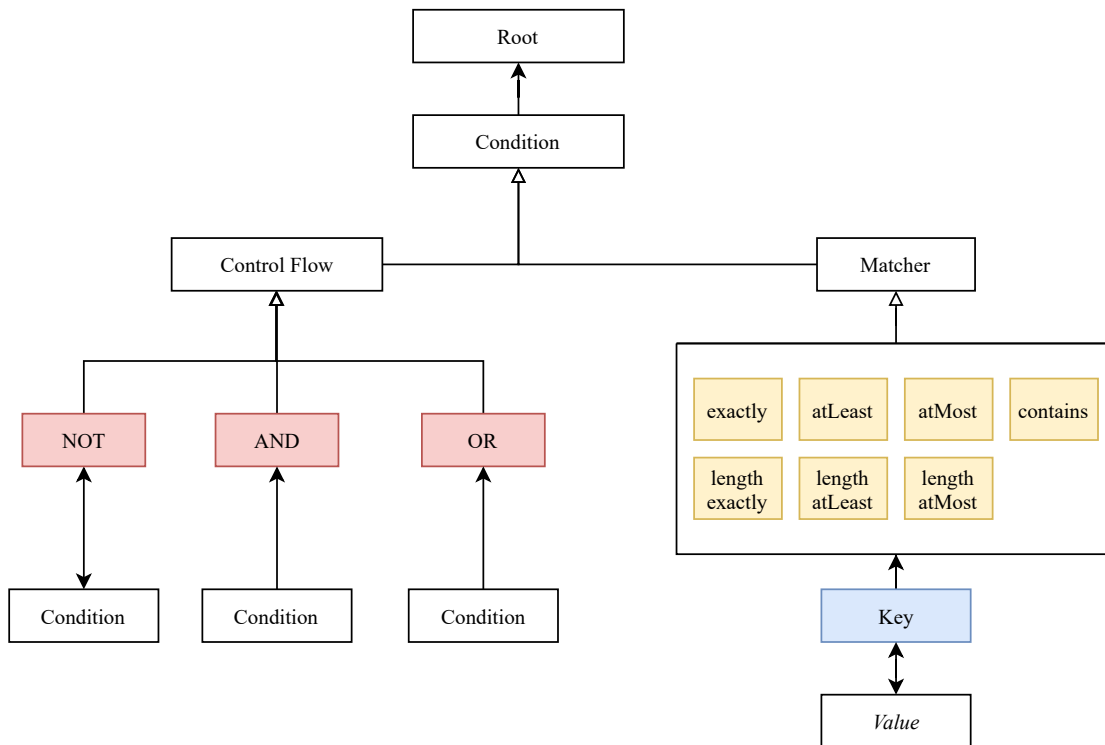 Root
Condition
Control Flow
Matcher
exactly
atLeast
atMost
contains
NOT
AND
OR
length
exactly
length
atLeast
length
atMost
Condition
Condition
Condition
Key
Value